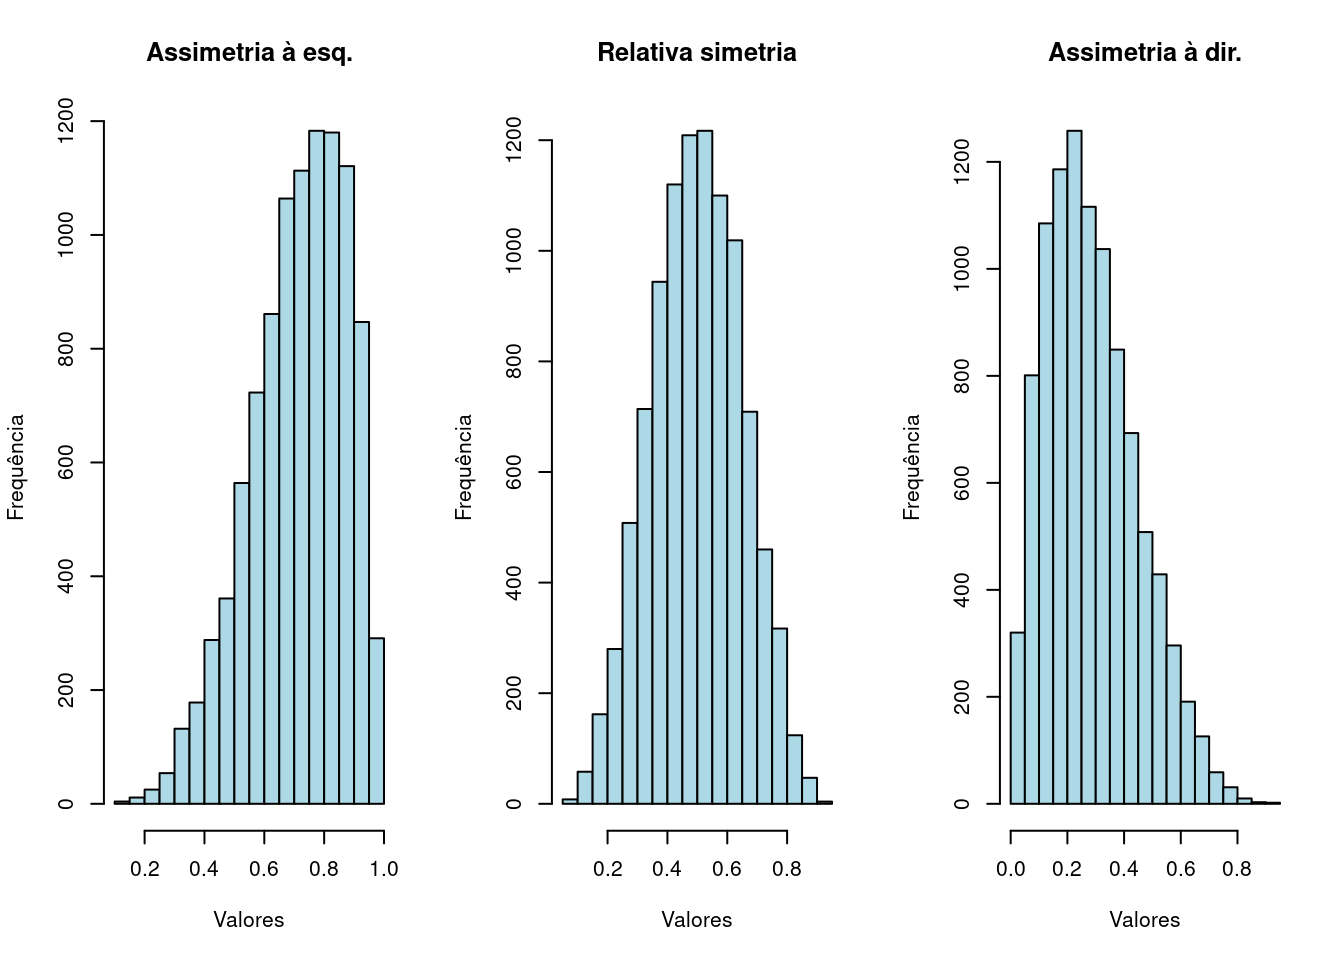 Assimetria à esq.
Frequência
1200
1000
800
600
400
200
0
0.2 0.4 0.6 0.8 1.0
Valores
Relativa simetria
Frequência
1200
1000
800
600
400
200
0
0.2 0.4 0.6 0.8
Valores
Assimetria à dir.
Frequência
1200
1000
800
600
400
200
0
0.0 0.2 0.4 0.6 0.8
Valores